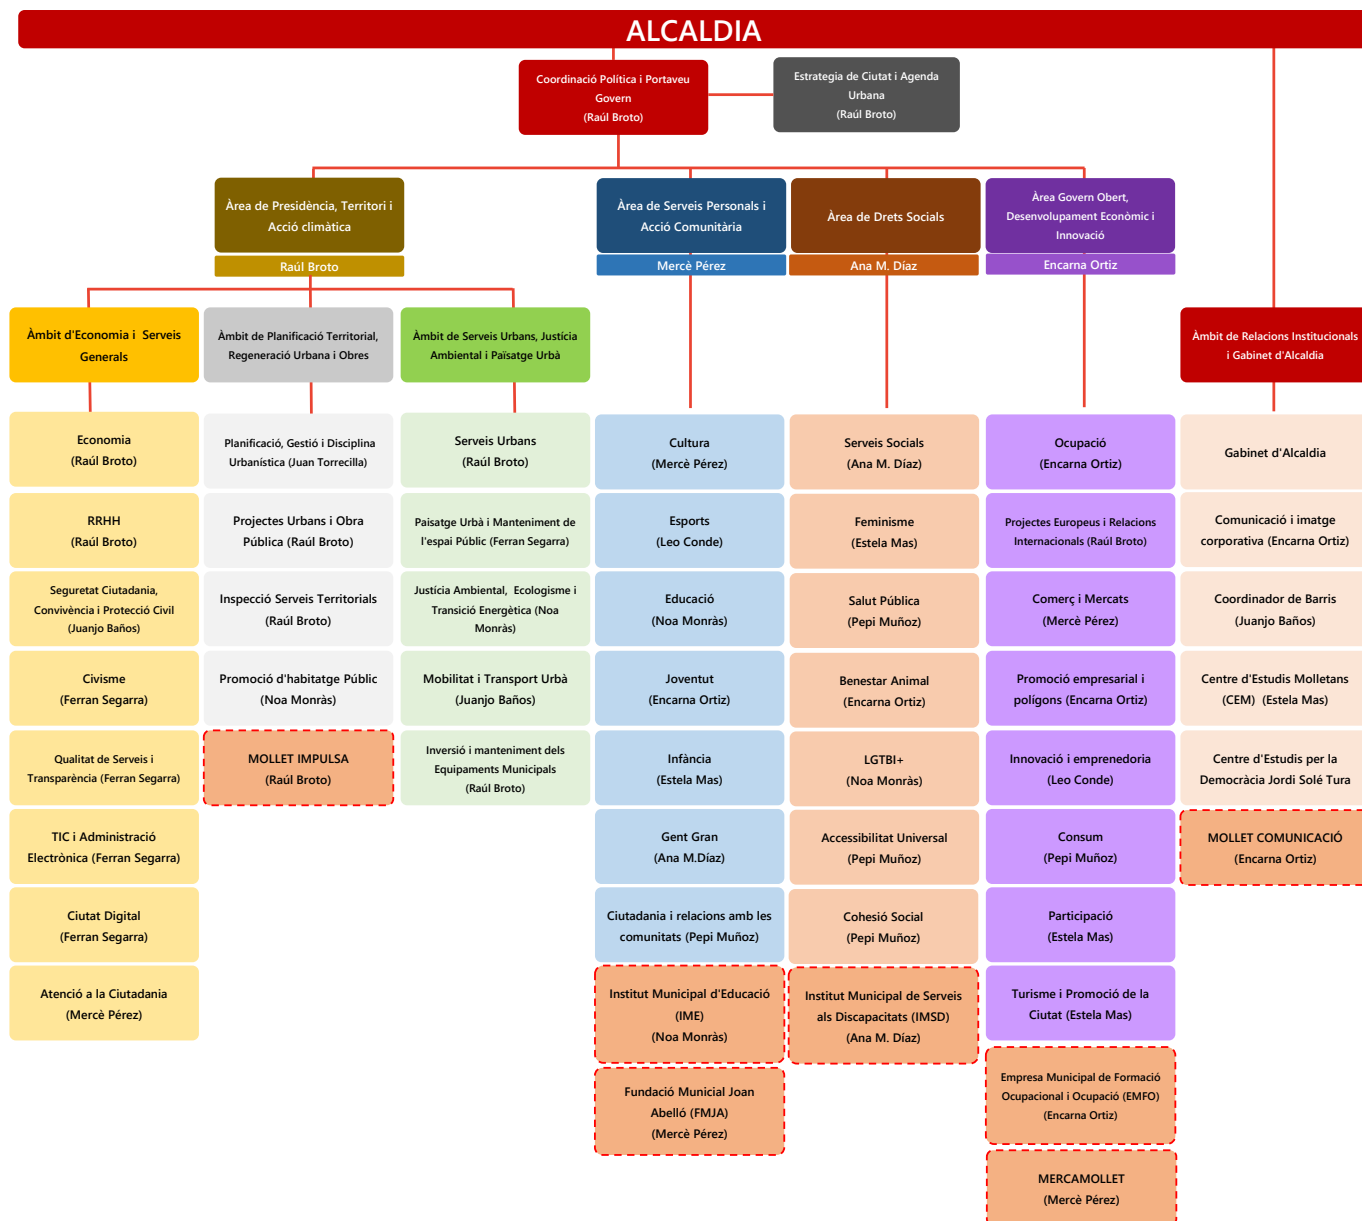 ALCALDIA
Coordinació Política i Portaveu
Govern
(Raúl Broto)
Estrategia de Ciutat i Agenda
Urbana
(Raúl Broto)
Àrea de Presidència, Territori i
Acció climàtica
Raúl Broto
Àrea de Serveis Personals i
Acció Comunitària
Mercè Pérez
Àrea de Drets Socials
Ana M. Díaz
Àrea Govern Obert,
Desenvolupament Econòmic i
Innovació
Encarna Ortiz
Àmbit d'Economia i Serveis
Generals
Economia
(Raúl Broto)
RRHH
(Raúl Broto)
Seguretat Ciutadania,
Convivència i Protecció Civil
(Juanjo Baños)
Civisme
(Ferran Segarra)
Qualitat de Serveis i
Transparència (Ferran Segarra)
TIC i Administració
Electrònica (Ferran Segarra)
Ciutat Digital
(Ferran Segarra)
Atenció a la Ciutadania
(Mercè Pérez)
Àmbit de Planificació Territorial,
Regeneració Urbana i Obres
Planificació, Gestió i Disciplina
Urbanística (Juan Torrecilla)
Projectes Urbans i Obra
Pública (Raúl Broto)
Inspecció Serveis Territorials
(Raúl Broto)
Promoció d'habitatge Públic
(Noa Monràs)
MOLLET IMPULSA
(Raúl Broto)
Àmbit de Serveis Urbans, Justícia
Ambiental i Païsatge Urbà
Serveis Urbans
(Raúl Broto)
Paisatge Urbà i Manteniment de
l'espai Públic (Ferran Segarra)
Justícia Ambiental, Ecologisme i
Transició Energètica (Noa
Monràs)
Mobilitat i Transport Urbà
(Juanjo Baños)
Inversió i manteniment dels
Equipaments Municipals
(Raúl Broto)
Cultura
(Mercè Pérez)
Esports
(Leo Conde)
Educació
(Noa Monràs)
Joventut
(Encarna Ortiz)
Infància
(Estela Mas)
Gent Gran
(Ana M.Díaz)
Ciutadania i relacions amb les
comunitats (Pepi Muñoz)
Institut Municipal d'Educació
(IME)
(Noa Monràs)
Fundació Municial Joan
Abelló (FMJA)
(Mercè Pérez)
Serveis Socials
(Ana M. Díaz)
Feminisme
(Estela Mas)
Salut Pública
(Pepi Muñoz)
Benestar Animal
(Encarna Ortiz)
LGTBI+
(Noa Monràs)
Accessibilitat Universal
(Pepi Muñoz)
Cohesió Social
(Pepi Muñoz)
Institut Municipal de Serveis
als Discapacitats (IMSD)
(Ana M. Díaz)
Ocupació
(Encarna Ortiz)
Projectes Europeus i Relacions
Internacionals (Raúl Broto)
Comerç i Mercats
(Mercè Pérez)
Promoció empresarial i
polígons (Encarna Ortiz)
Innovació i emprenedoria
(Leo Conde)
Consum
(Pepi Muñoz)
Participació
(Estela Mas)
Turisme i Promoció de la
Ciutat (Estela Mas)
Empresa Municipal de Formació
Ocupacional i Ocupació (EMFO)
(Encarna Ortiz)
MERCAMOLLET
(Mercè Pérez)
Àmbit de Relacions Institucionals
i Gabinet d'Alcaldia
Gabinet d'Alcaldia
Comunicació i imatge
corporativa (Encarna Ortiz)
Coordinador de Barris
(Juanjo Baños)
Centre d'Estudis Molletans
(CEM) (Estela Mas)
Centre d'Estudis per la
Democràcia Jordi Solé Tura
MOLLET COMUNICACIÓ
(Encarna Ortiz)